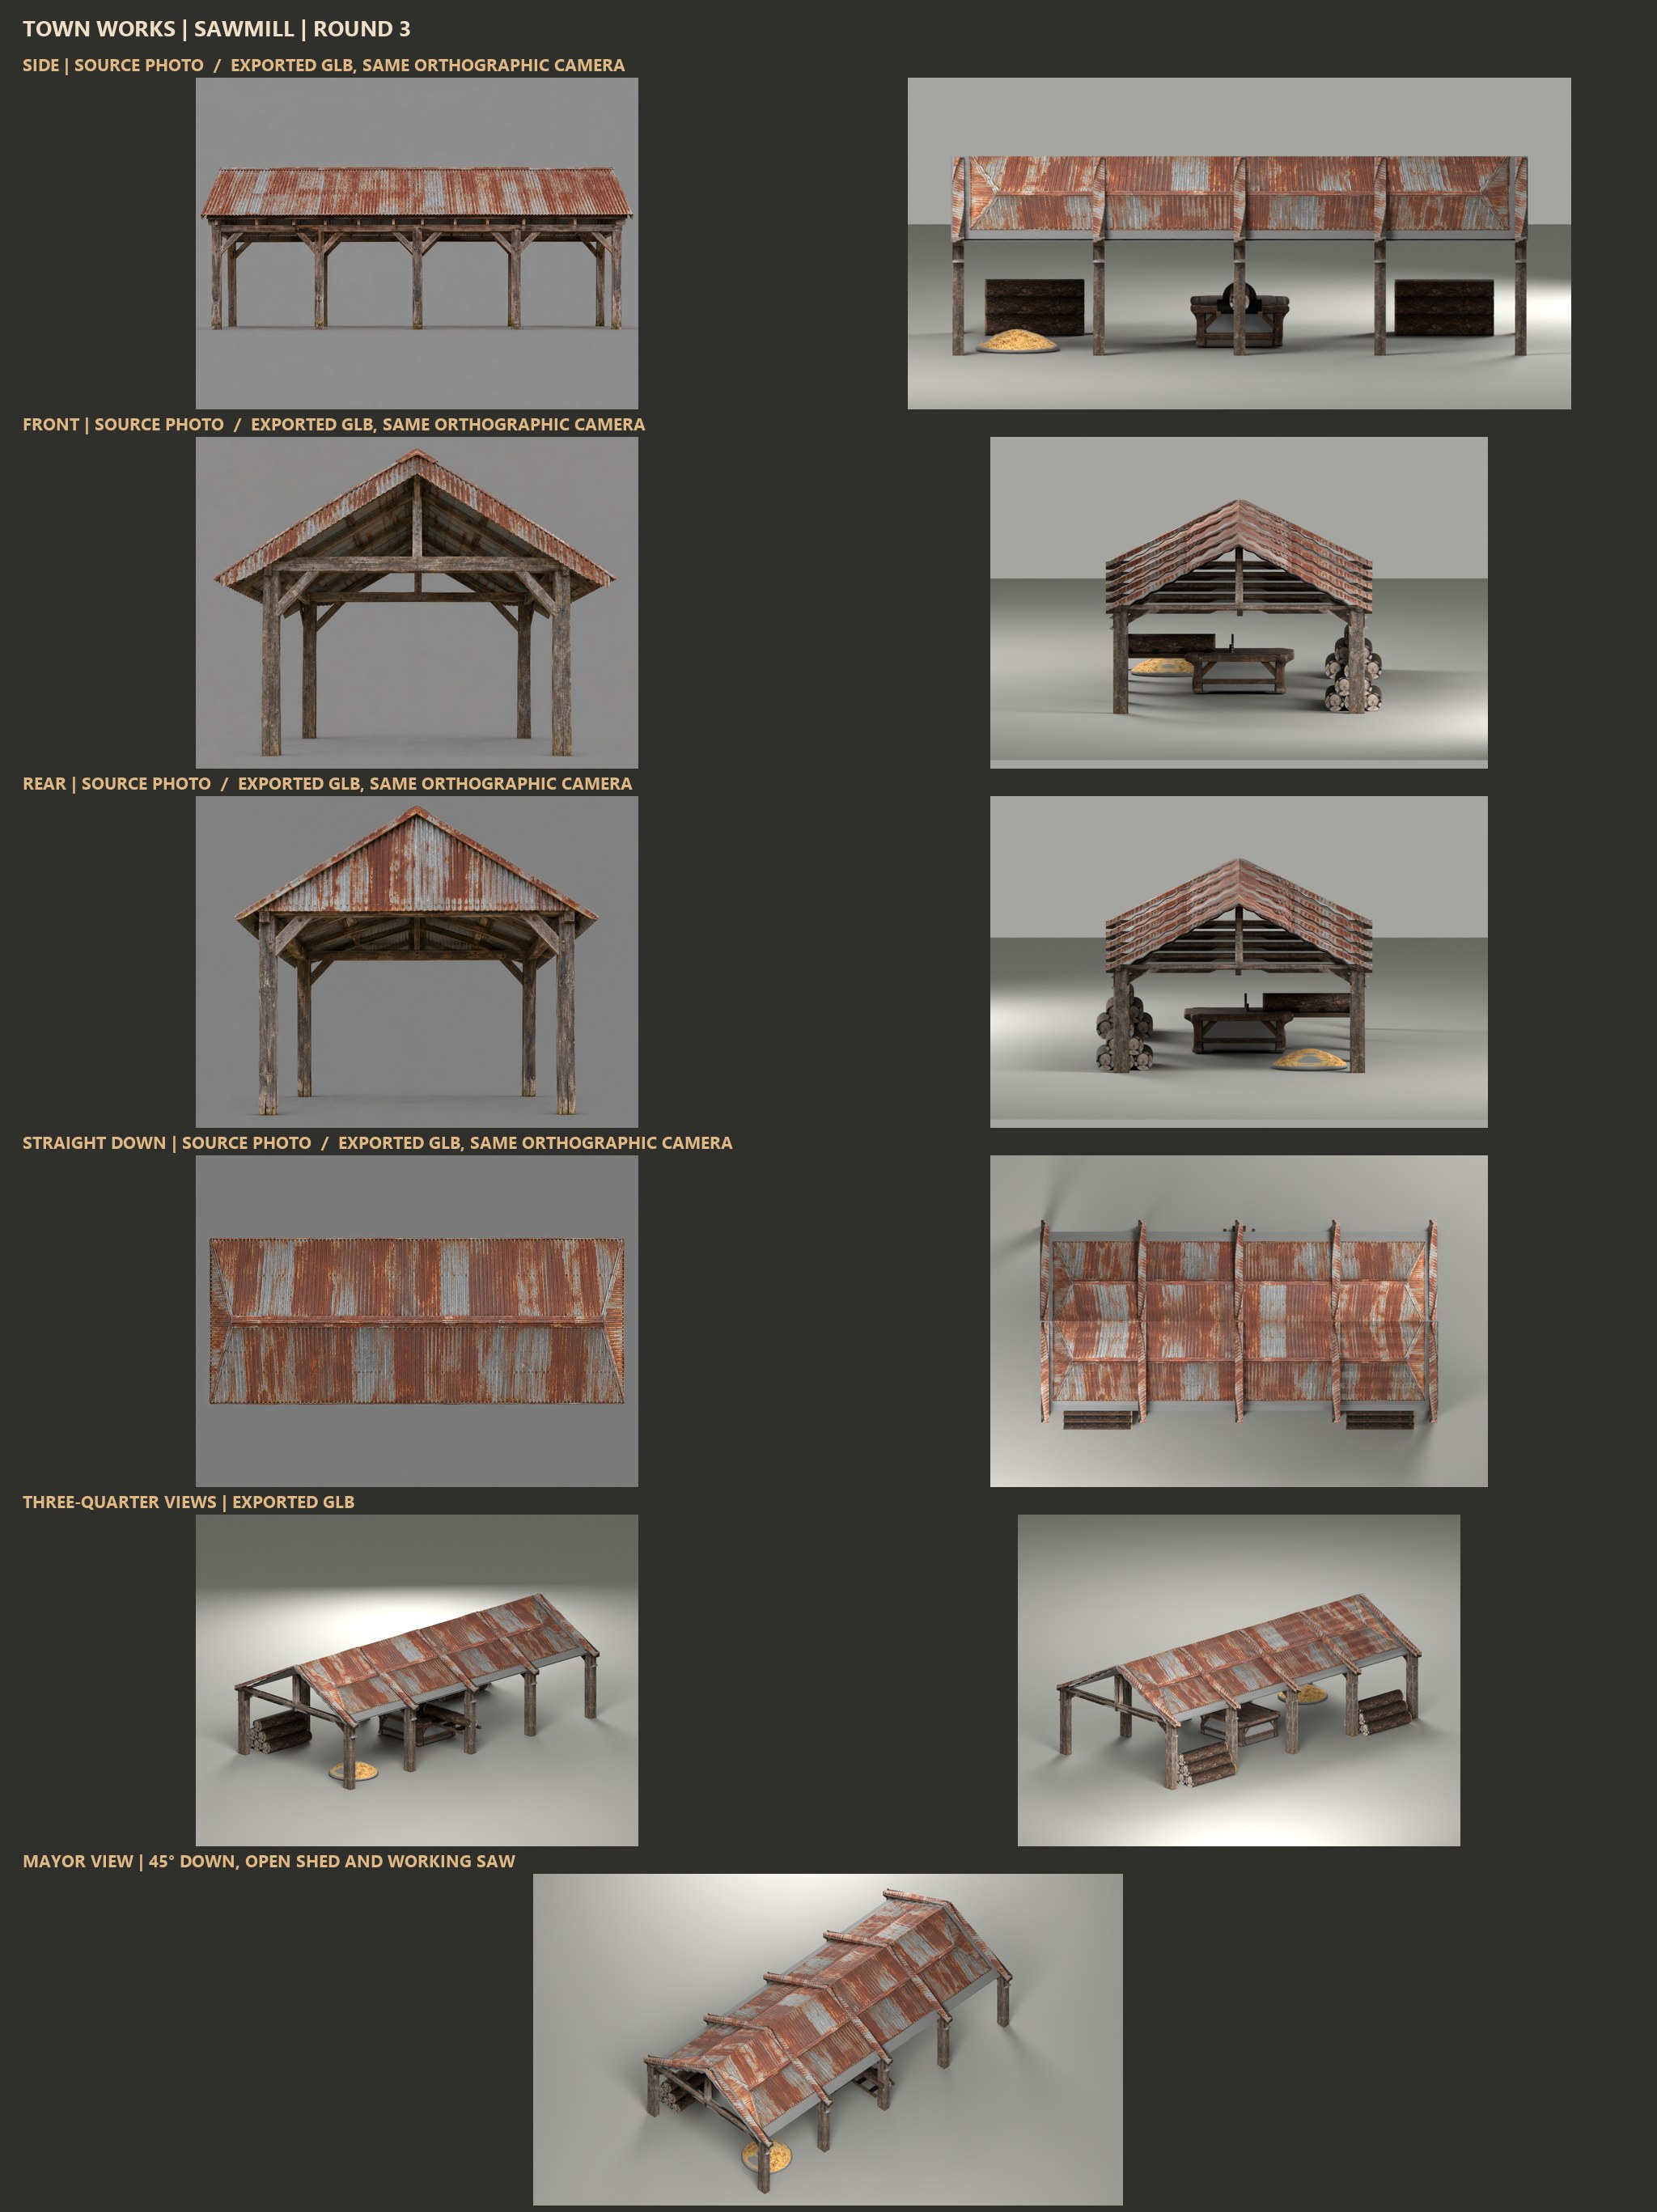 TOWN WORKS | SAWMILL | ROUND 3
SIDE | SOURCE PHOTO / EXPORTED GLB, SAME ORTHOGRAPHIC CAMERA
FRONT | SOURCE PHOTO / EXPORTED GLB, SAME ORTHOGRAPHIC CAMERA
REAR | SOURCE PHOTO / EXPORTED GLB, SAME ORTHOGRAPHIC CAMERA
STRAIGHT DOWN | SOURCE PHOTO / EXPORTED GLB, SAME ORTHOGRAPHIC CAMERA
THREE-QUARTER VIEWS | EXPORTED GLB
MAYOR VIEW | 45° DOWN, OPEN SHED AND WORKING SAW